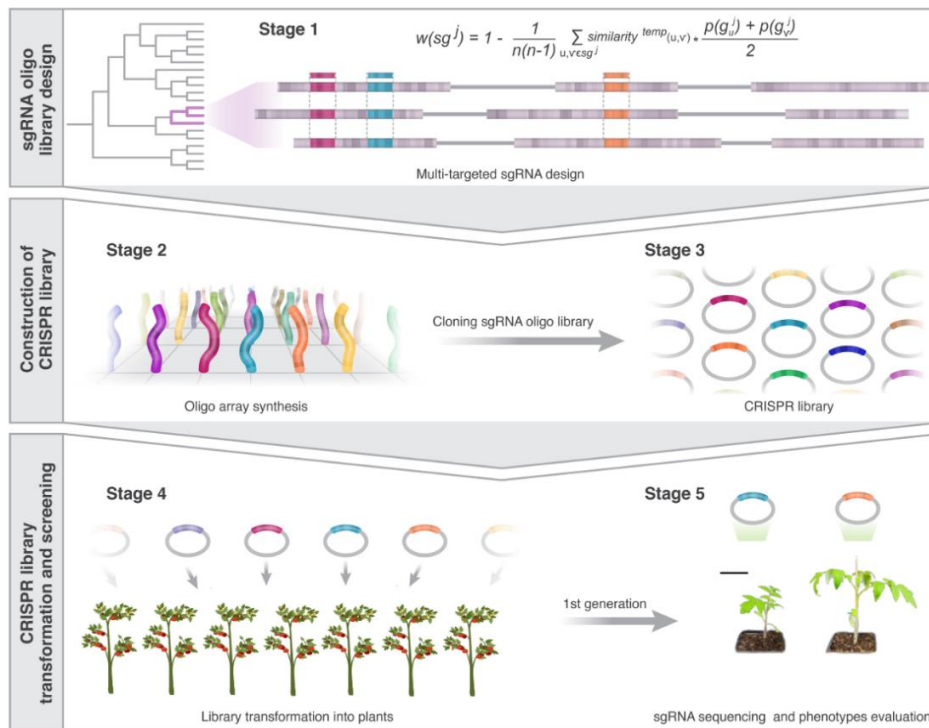 sgRNA oligo
library design
Stage 1
w(sg j) = 1 - 1/n(n-1) ∑ u,vϵsg j similarity temp(u,v) * p(g_u^j) + p(g_v^j)/2
Multi-targeted sgRNA design
Construction of
CRISPR library
Stage 2
Stage 3
Cloning sgRNA oligo library
Oligo array synthesis
CRISPR library
CRISPR library
transformation and screening
Stage 4
Stage 5
1st generation
Library transformation into plants
sgRNA sequencing and phenotypes evaluation